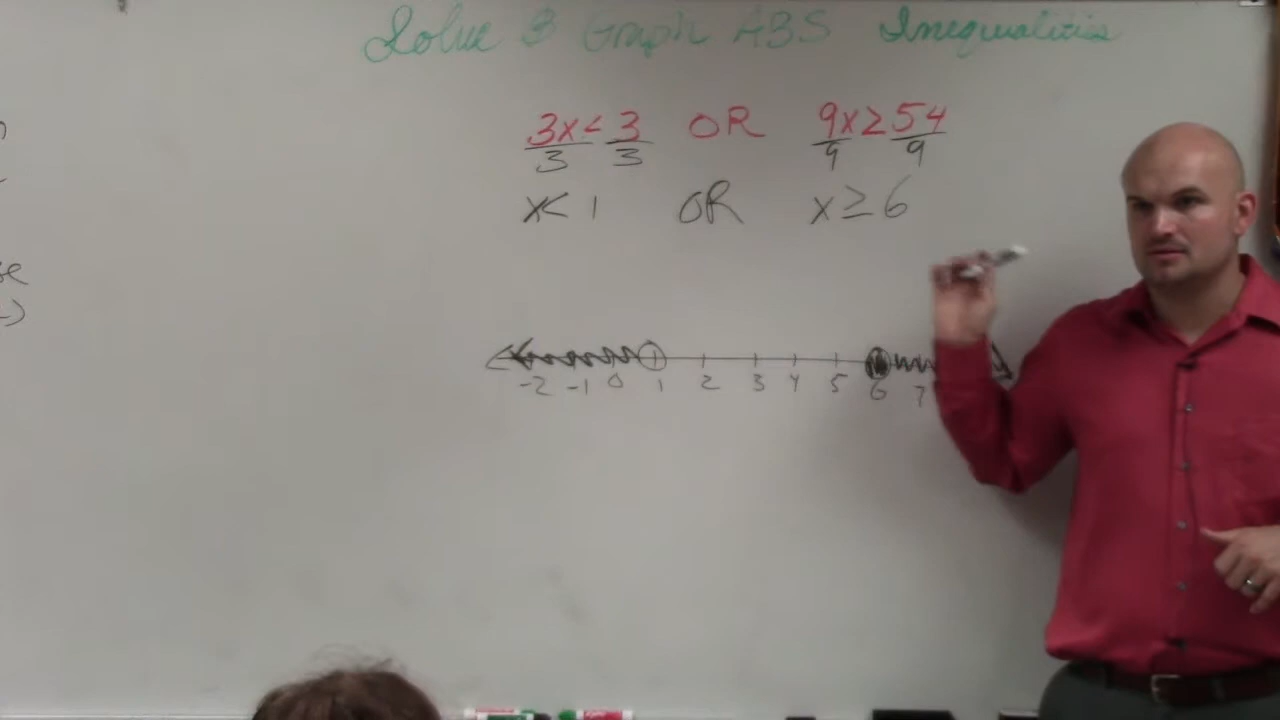 Solve & Graph ABS Inequalities
3x < 3 OR 9x ≥ 54
3 3 9 9
x < 1 OR x ≥ 6
-2 -1 0 1 2 3 4 5 6 7